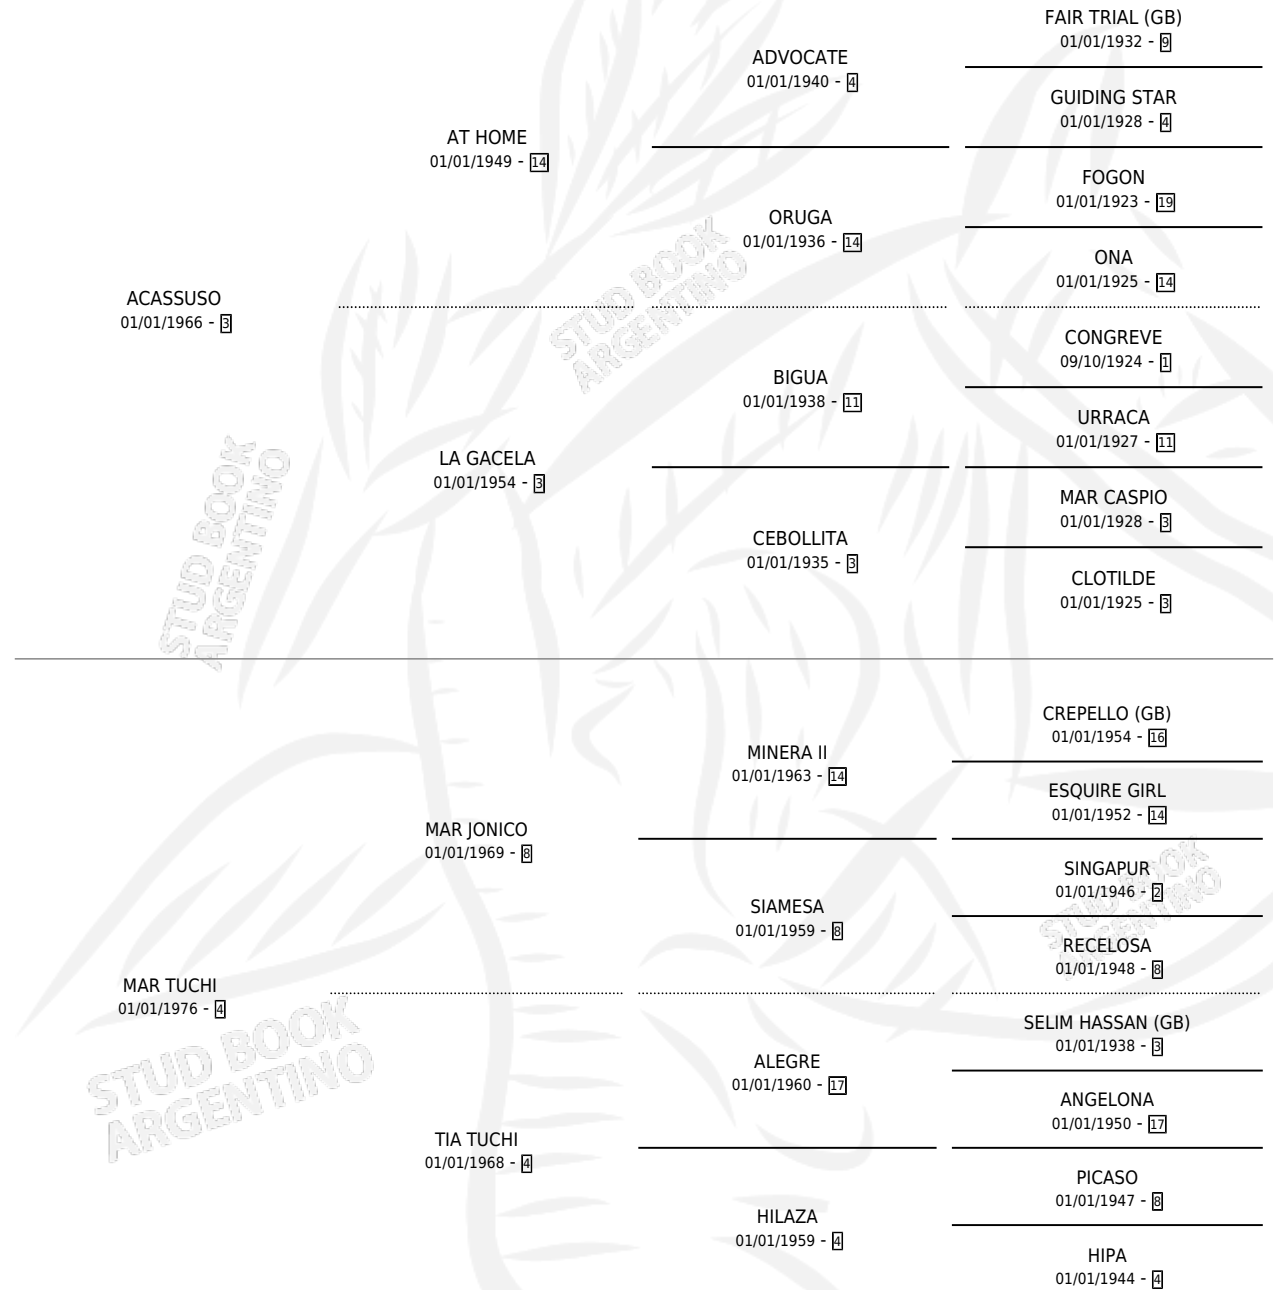 FAIR TRIAL (GB)
01/01/1932 - 9
ADVOCATE
01/01/1940 - 4
GUIDING STAR
01/01/1928 - 4
AT HOME
01/01/1949 - 14
FOGON
01/01/1923 - 19
ORUGA
01/01/1936 - 14
ONA
01/01/1925 - 14
ACASSUSO
01/01/1966 - 3
CONGREVE
09/10/1924 - 1
BIGUA
01/01/1938 - 11
URRACA
01/01/1927 - 11
LA GACELA
01/01/1954 - 3
MAR CASPIO
01/01/1928 - 3
CEBOLLITA
01/01/1935 - 3
CLOTILDE
01/01/1925 - 3
CREPELLO (GB)
01/01/1954 - 16
MINERA II
01/01/1963 - 14
ESQUIRE GIRL
01/01/1952 - 14
MAR JONICO
01/01/1969 - 8
SINGAPUR
01/01/1946 - 2
SIAMESA
01/01/1959 - 8
RECELOSA
01/01/1948 - 8
MAR TUCHI
01/01/1976 - 4
SELIM HASSAN (GB)
01/01/1938 - 3
ALEGRE
01/01/1960 - 17
ANGELONA
01/01/1950 - 17
TIA TUCHI
01/01/1968 - 4
PICASO
01/01/1947 - 8
HILAZA
01/01/1959 - 4
HIPA
01/01/1944 - 4
STUD BOOK
ARGENTINO
STUD BOOK
ARGENTINO
STUD BOOK
ARGENTINO
STUD BOOK
ARGENTINO